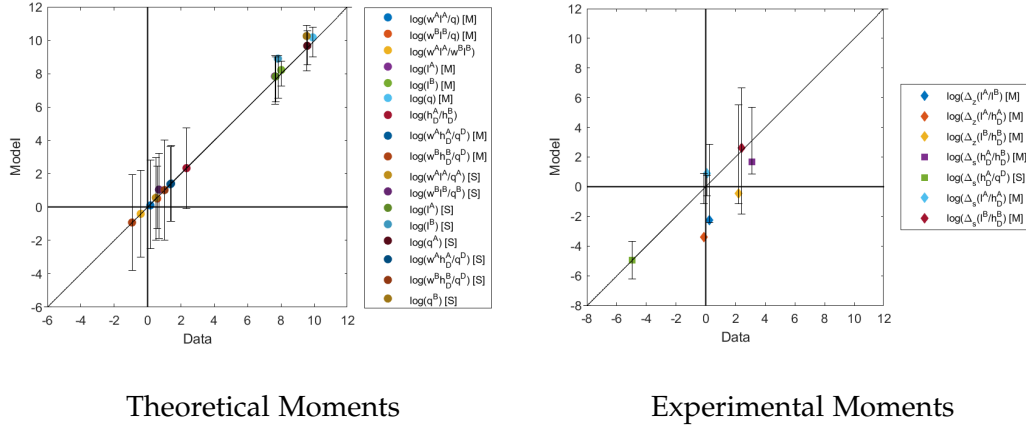 12
10
8
6
4
2
0
-2
-4
-6
Model
-6 -4 -2 0 2 4 6 8 10 12
Data
log(w^A l^A/q) [M]
log(w^B l^B/q) [M]
log(w^A l^A/w^B l^B)
log(l^A) [M]
log(l^B) [M]
log(q) [M]
log(h_D^A/h_D^B)
log(w^A h_D^A/q^D) [M]
log(w^B h_D^B/q^D) [M]
log(w^A l^A/q^A) [S]
log(w^B l^B/q^B) [S]
log(l^A) [S]
log(l^B) [S]
log(q^A) [S]
log(w^A h_D^A/q^D) [S]
log(w^B h_D^B/q^D) [S]
log(q^B) [S]
Theoretical Moments
12
10
8
6
4
2
0
-2
-4
-6
-8
Model
-8 -6 -4 -2 0 2 4 6 8 10 12
Data
log(Δ_z(l^A/l^B) [M]
log(Δ_z(l^A/h_D^A) [M]
log(Δ_z(l^B/h_D^B) [M]
log(Δ_s(h_D^A/h_D^B) [M]
log(Δ_s(h_D^A/q^D) [S]
log(Δ_s(l^A/h_D^A) [M]
log(Δ_s(l^B/h_D^B) [M]
Experimental Moments